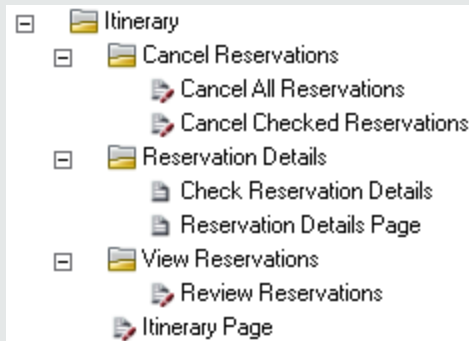 Itinerary
Cancel Reservations
Cancel All Reservations
Cancel Checked Reservations
Reservation Details
Check Reservation Details
Reservation Details Page
View Reservations
Review Reservations
Itinerary Page